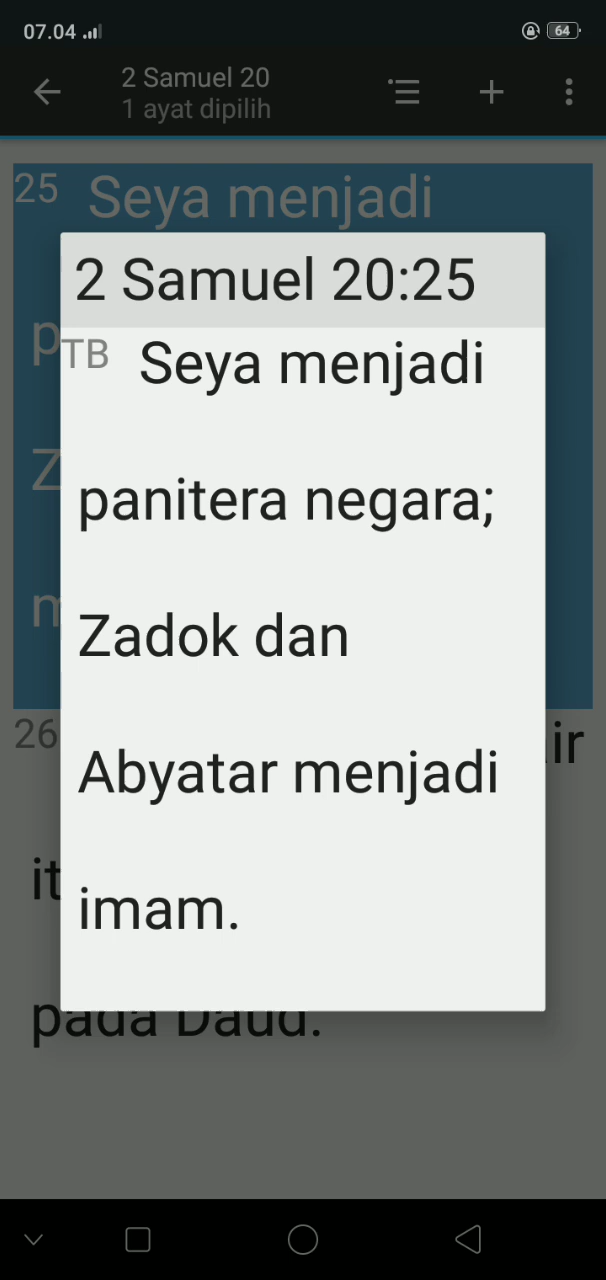 07.04
64
2 Samuel 20
1 ayat dipilih
25 Seya menjadi
2 Samuel 20:25
TB Seya menjadi
panitera negara;
Zadok dan
Abyatar menjadi
imam.
26
pada Daud.